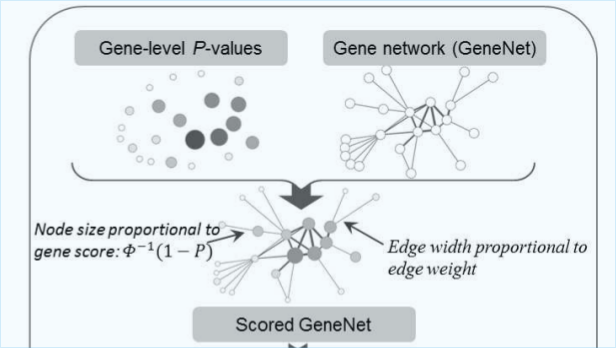 Gene-level P-values
Gene network (GeneNet)
Node size proportional to
gene score: Φ⁻¹(1 − P)
Edge width proportional to
edge weight
Scored GeneNet